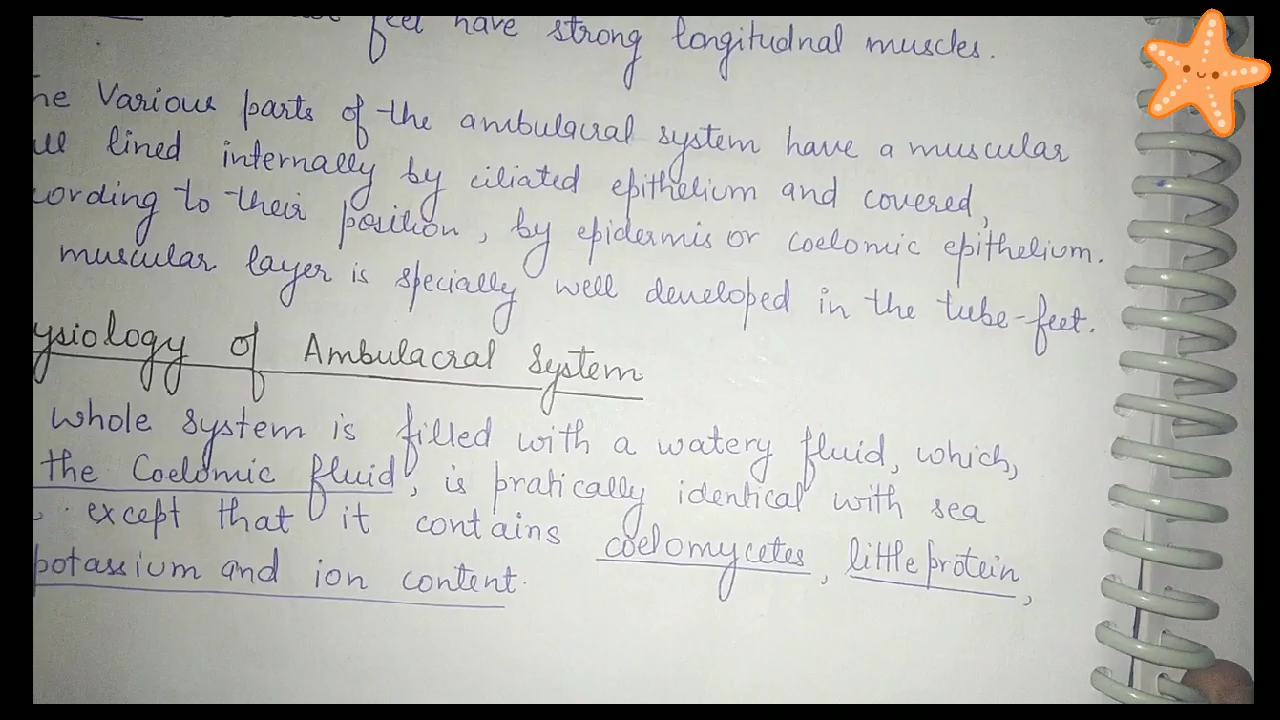 feet have strong longitudnal muscles.
he Various parts of the ambulacral system have a muscular
lined internally by ciliated epithelium and covered,
cording to their position, by epidermis or coelomic epithelium.
muscular layer is specially well developed in the tube-feet.
ysiology of Ambulacral System
whole system is filled with a watery fluid, which,
the Coelomic fluid, is pratically identical with sea
except that it contains coelomycetes, little protein,
potassium and ion content.